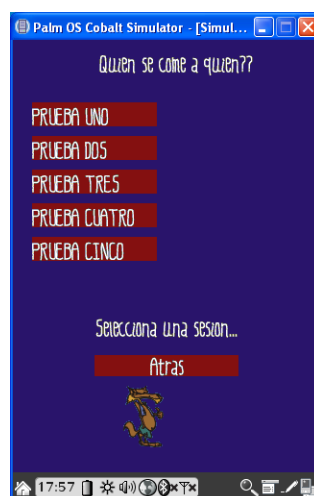 Palm OS Cobalt Simulator - [Simul...
Quien se come a quien??
PRUEBA UNO
PRUEBA DOS
PRUEBA TRES
PRUEBA CUATRO
PRUEBA CINCO
Selecciona una sesion...
Atras
17:57